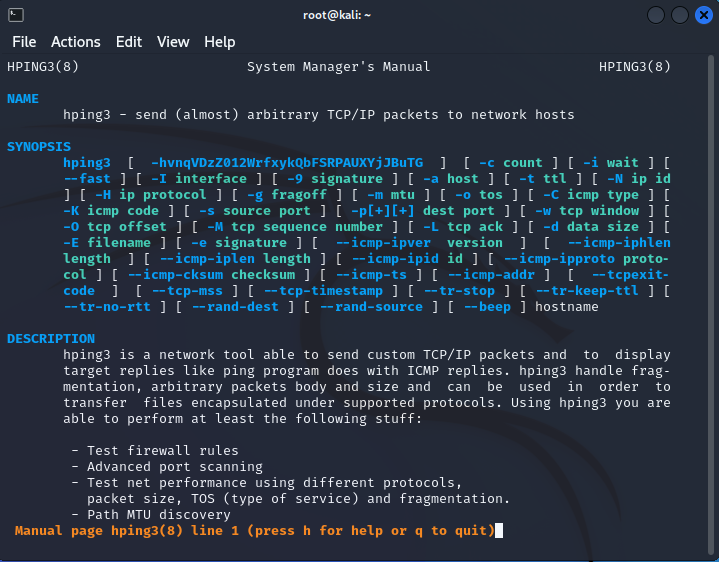 root@kali: ~
File Actions Edit View Help
HPING3(8) System Manager's Manual HPING3(8)
NAME
hping3 - send (almost) arbitrary TCP/IP packets to network hosts
SYNOPSIS
hping3 [ -hvnqVDzZ012WrfxykQbFSRPAUXYjJBuTG ] [ -c count ] [ -i wait ] [
--fast ] [ -I interface ] [ -9 signature ] [ -a host ] [ -t ttl ] [ -N ip id
] [ -H ip protocol ] [ -g fragoff ] [ -m mtu ] [ -o tos ] [ -C icmp type ] [
-K icmp code ] [ -s source port ] [ -p[+][+] dest port ] [ -w tcp window ] [
-O tcp offset ] [ -M tcp sequence number ] [ -L tcp ack ] [ -d data size ] [
-E filename ] [ -e signature ] [ --icmp-ipver version ] [ --icmp-iphlen
length ] [ --icmp-iplen length ] [ --icmp-ipid id ] [ --icmp-ipproto proto-
col ] [ --icmp-cksum checksum ] [ --icmp-ts ] [ --icmp-addr ] [ --tcpexit-
code ] [ --tcp-mss ] [ --tcp-timestamp ] [ --tr-stop ] [ --tr-keep-ttl ] [
--tr-no-rtt ] [ --rand-dest ] [ --rand-source ] [ --beep ] hostname
DESCRIPTION
hping3 is a network tool able to send custom TCP/IP packets and to display
target replies like ping program does with ICMP replies. hping3 handle frag-
mentation, arbitrary packets body and size and can be used in order to
transfer files encapsulated under supported protocols. Using hping3 you are
able to perform at least the following stuff:
- Test firewall rules
- Advanced port scanning
- Test net performance using different protocols,
packet size, TOS (type of service) and fragmentation.
- Path MTU discovery
Manual page hping3(8) line 1 (press h for help or q to quit)